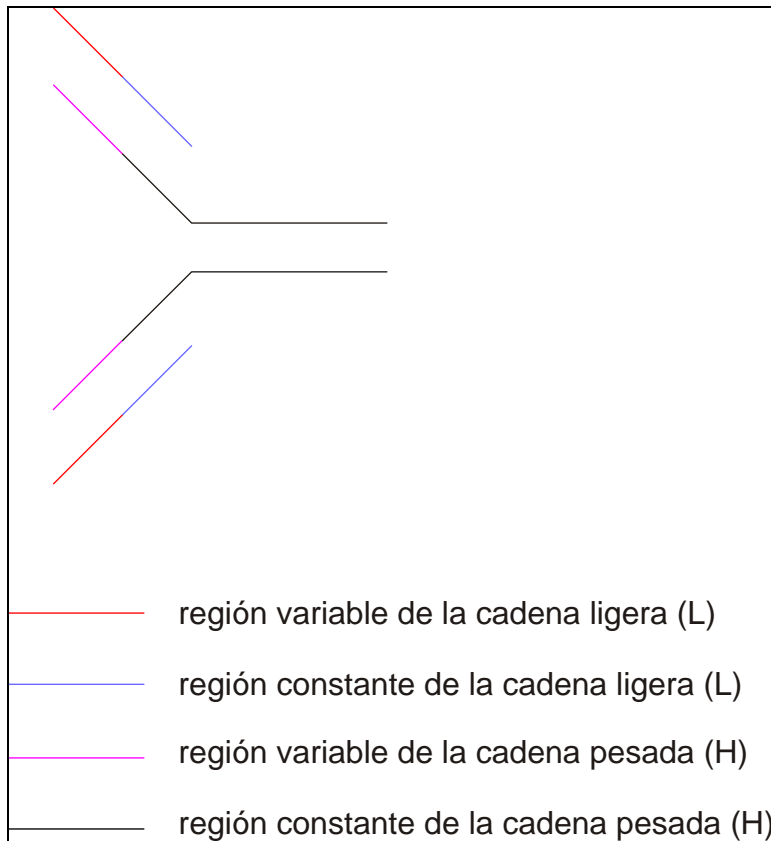 región variable de la cadena ligera (L)
región constante de la cadena ligera (L)
región variable de la cadena pesada (H)
región constante de la cadena pesada (H)